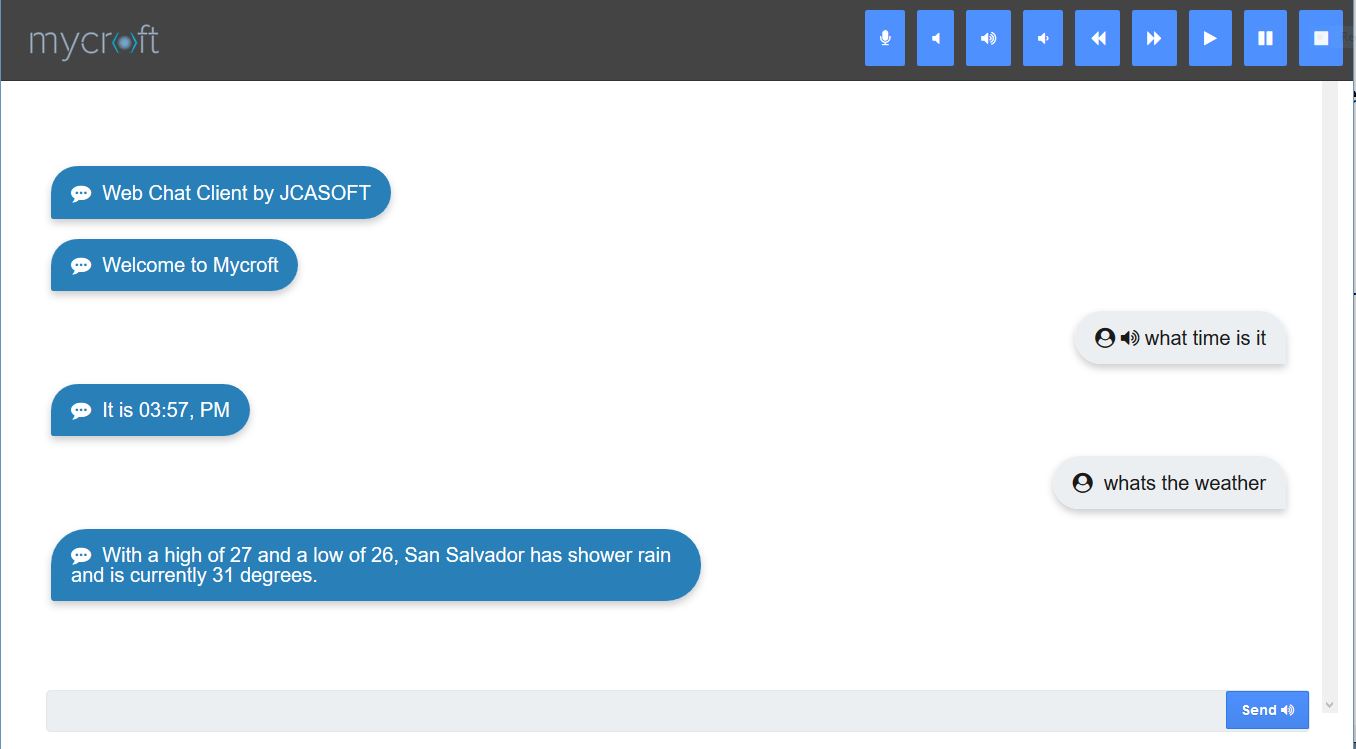 mycroft
Web Chat Client by JCASOFT
Welcome to Mycroft
what time is it
It is 03:57, PM
whats the weather
With a high of 27 and a low of 26, San Salvador has shower rain
and is currently 31 degrees.
Send